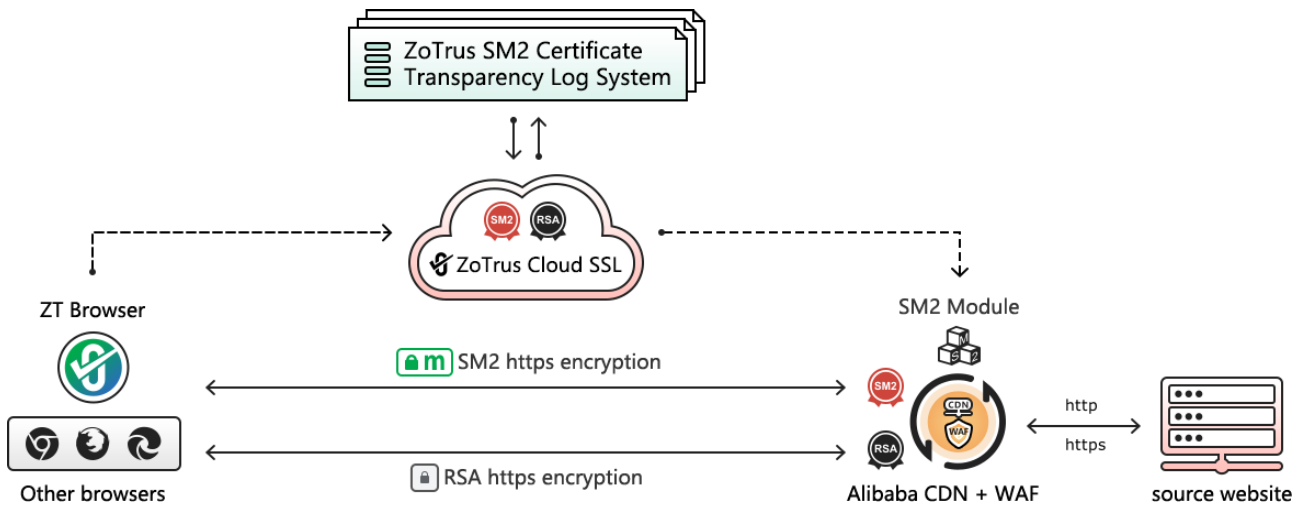 ZoTrus SM2 Certificate
Transparency Log System
SM2 RSA
ZoTrus Cloud SSL
ZT Browser
SM2 Module
M
S 2
m SM2 https encryption
SM2
CDN
WAF
http
https
RSA
RSA https encryption
Other browsers
Alibaba CDN + WAF
source website